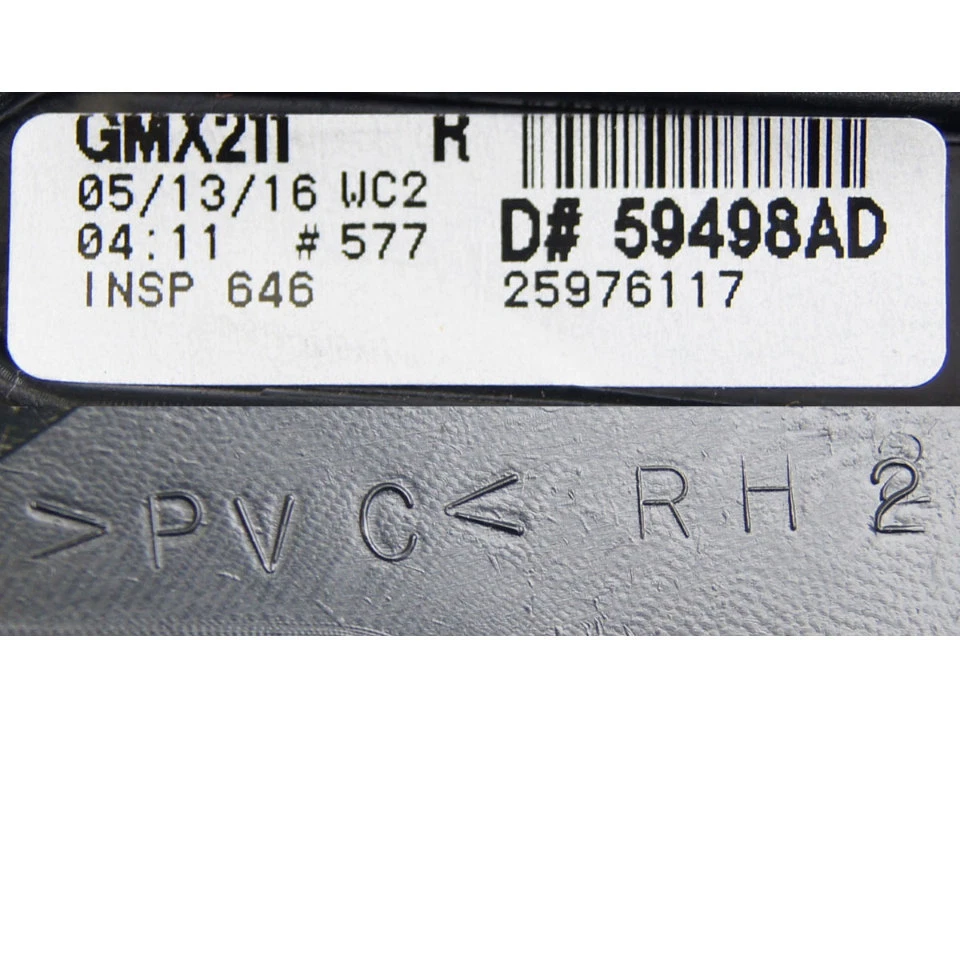 GMX211 R
05/13/16 WC2
04:11 #577
INSP 646
D# 59498AD
25976117
>PVC< RH 2